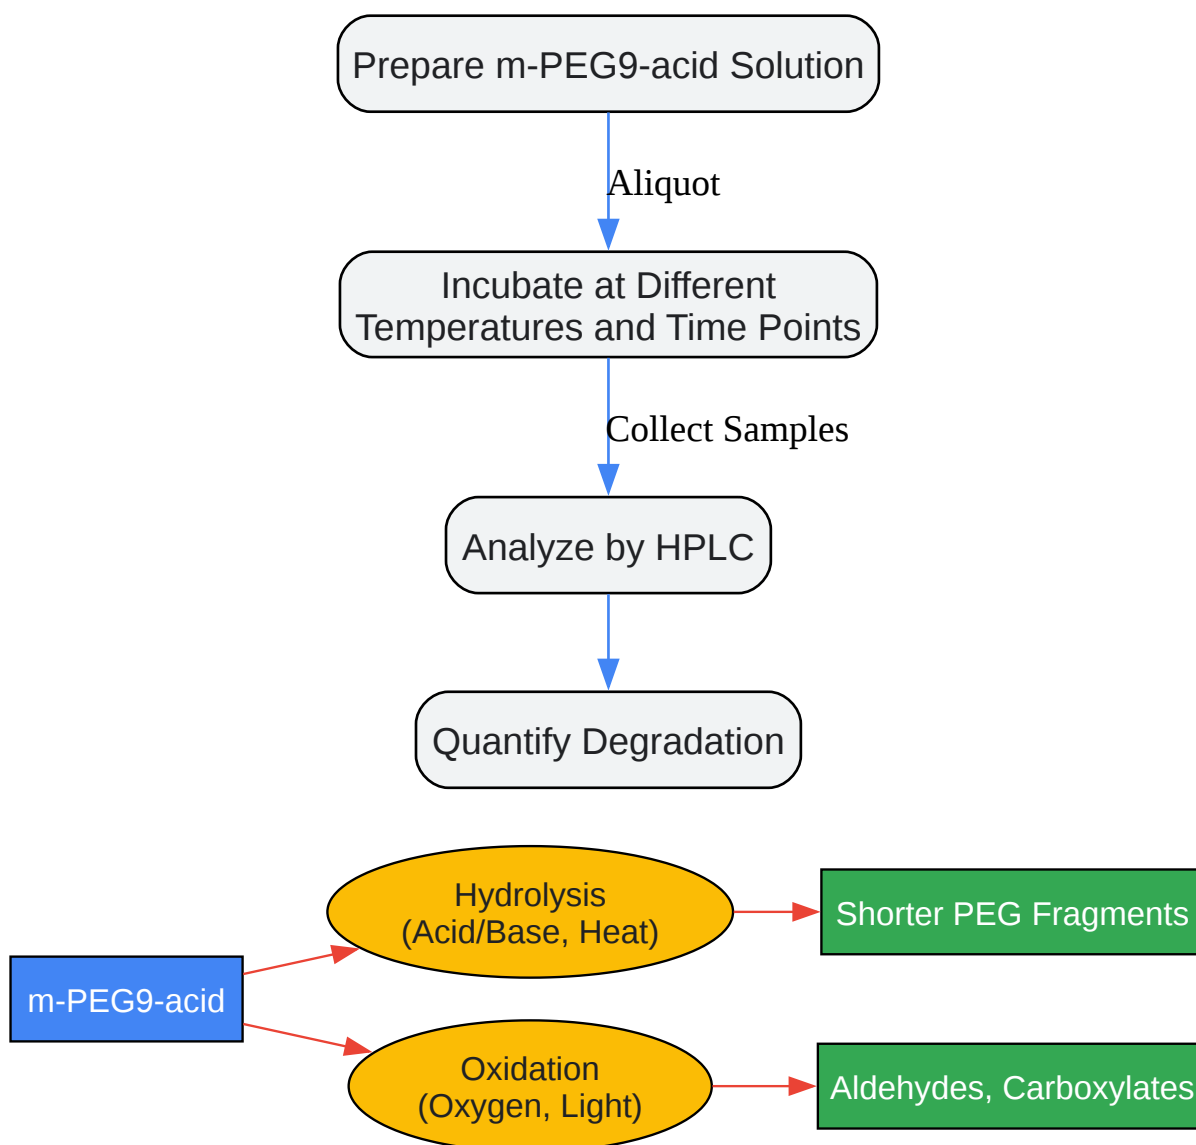 Prepare m-PEG9-acid Solution
Aliquot
Incubate at Different
Temperatures and Time Points
Collect Samples
Analyze by HPLC
Quantify Degradation
Hydrolysis
(Acid/Base, Heat)
Shorter PEG Fragments
m-PEG9-acid
Oxidation
(Oxygen, Light)
Aldehydes, Carboxylates